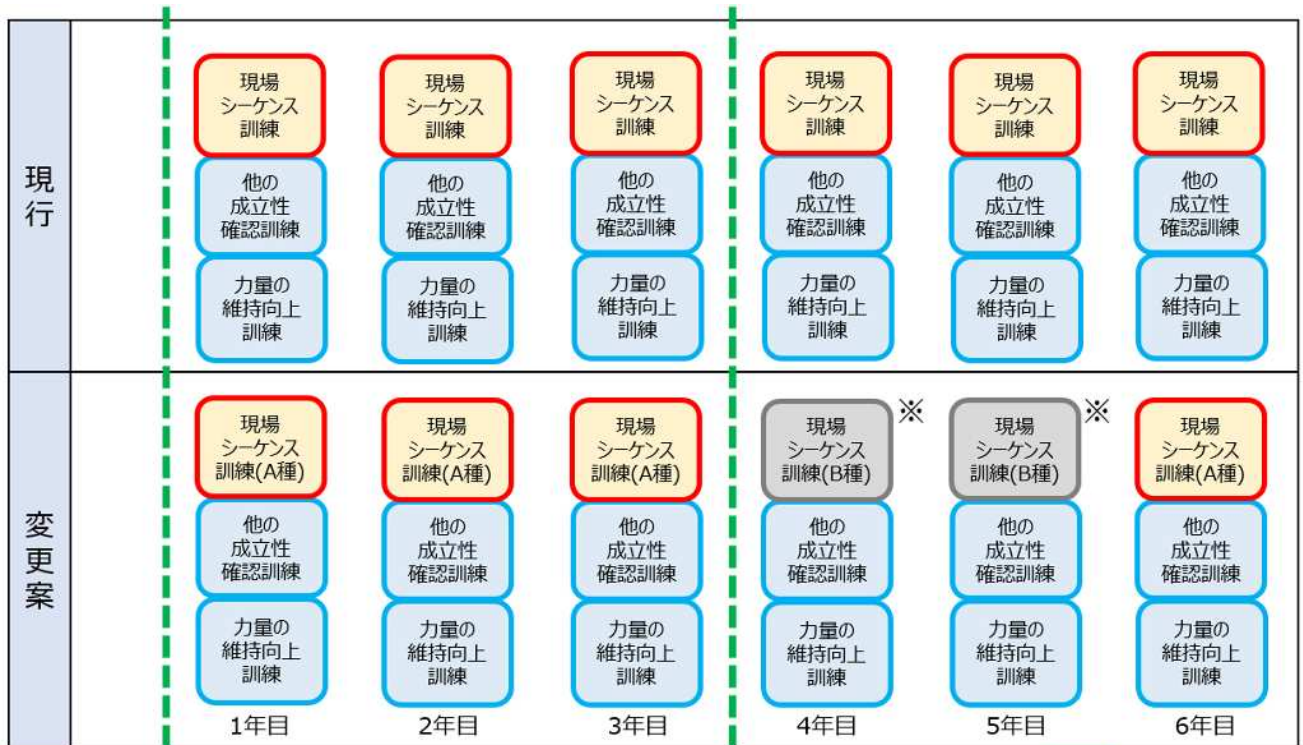 現行
現場
シーケンス
訓練
現場
シーケンス
訓練
現場
シーケンス
訓練
現場
シーケンス
訓練
現場
シーケンス
訓練
現場
シーケンス
訓練
他の
成立性
確認訓練
他の
成立性
確認訓練
他の
成立性
確認訓練
他の
成立性
確認訓練
他の
成立性
確認訓練
他の
成立性
確認訓練
力量の
維持向上
訓練
力量の
維持向上
訓練
力量の
維持向上
訓練
力量の
維持向上
訓練
力量の
維持向上
訓練
力量の
維持向上
訓練
変更案
現場
シーケンス
訓練(A種)
現場
シーケンス
訓練(A種)
現場
シーケンス
訓練(A種)
現場
シーケンス
訓練(B種)
※
現場
シーケンス
訓練(B種)
※
現場
シーケンス
訓練(A種)
他の
成立性
確認訓練
他の
成立性
確認訓練
他の
成立性
確認訓練
他の
成立性
確認訓練
他の
成立性
確認訓練
他の
成立性
確認訓練
力量の
維持向上
訓練
力量の
維持向上
訓練
力量の
維持向上
訓練
力量の
維持向上
訓練
力量の
維持向上
訓練
力量の
維持向上
訓練
1年目
2年目
3年目
4年目
5年目
6年目